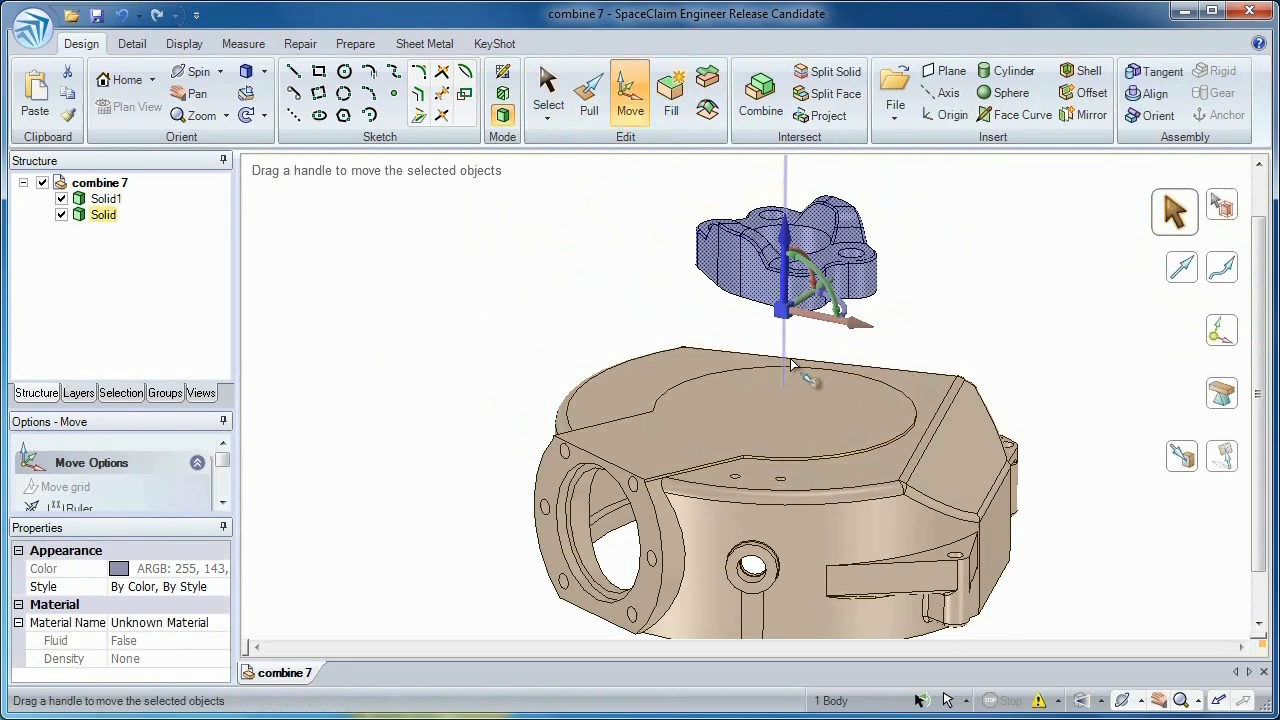 combine 7 - SpaceClaim Engineer Release Candidate
Design Detail Display Measure Repair Prepare Sheet Metal KeyShot
Home Spin Split Solid Plane Cylinder Shell Tangent Rigid
Plan View Pan Split Face Axis Sphere Offset Align Gear
Paste Zoom Select Pull Move Fill Combine Project File Origin Face Curve Mirror Orient Anchor
Clipboard Orient Sketch Mode Edit Intersect Insert Assembly
Structure
combine 7
Solid1
Solid
Drag a handle to move the selected objects
Structure Layers Selection Groups Views
Options - Move
Move Options
Move grid
Ruler
Properties
Appearance
Color ARGB: 255, 143,
Style By Color, By Style
Material
Material Name Unknown Material
Fluid False
Density None
combine 7
Drag a handle to move the selected objects 1 Body Stop